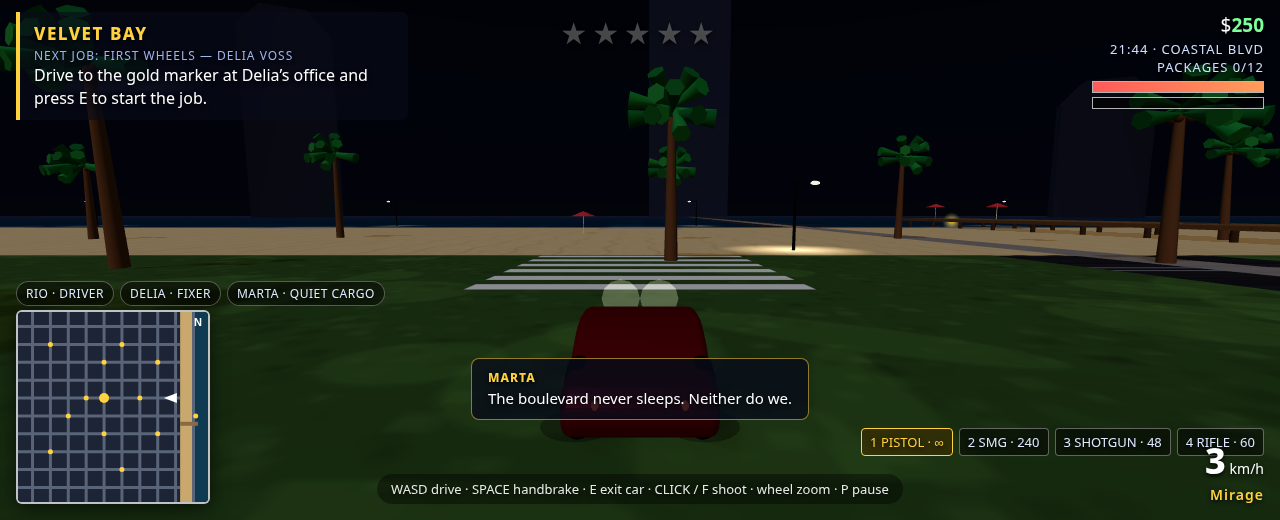 VELVET BAY
NEXT JOB: FIRST WHEELS — DELIA VOSS
Drive to the gold marker at Delia’s office and
press E to start the job.
$250
21:44 · COASTAL BLVD
PACKAGES 0/12
RIO · DRIVER
DELIA · FIXER
MARTA · QUIET CARGO
N
MARTA
The boulevard never sleeps. Neither do we.
1 PISTOL · ∞
2 SMG · 240
3 SHOTGUN · 48
4 RIFLE · 60
3 km/h
Mirage
WASD drive · SPACE handbrake · E exit car · CLICK / F shoot · wheel zoom · P pause